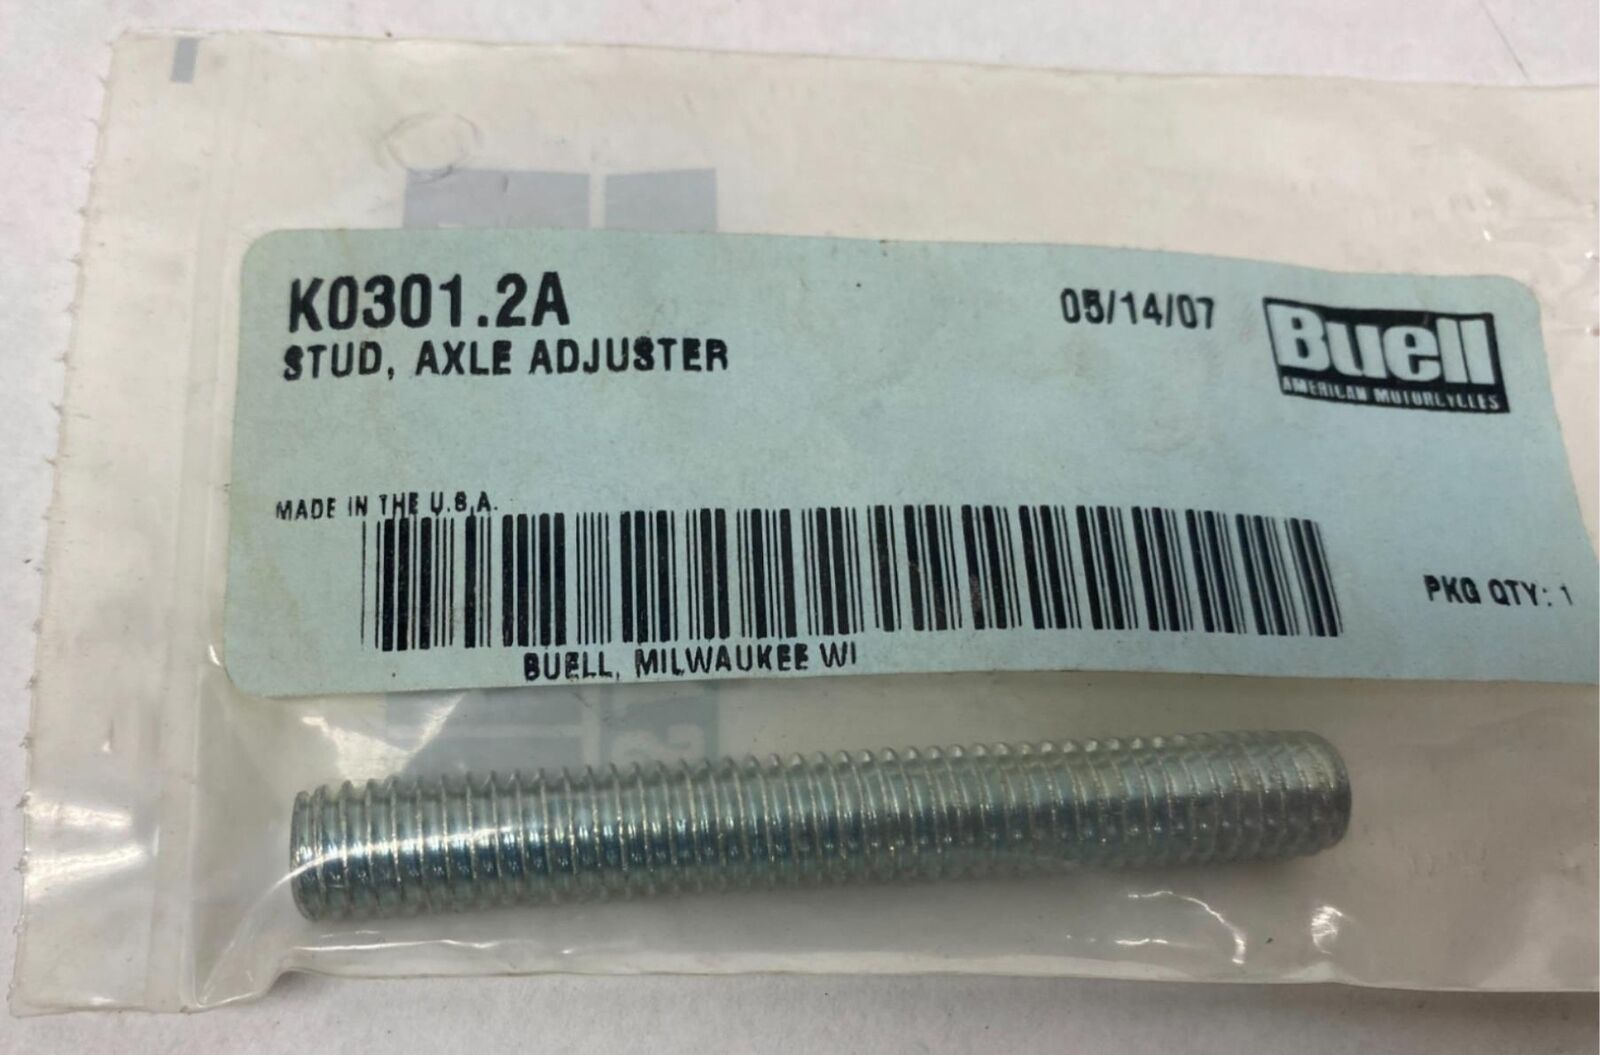 K0301.2A
STUD, AXLE ADJUSTER
05/14/07
Buell
AMERICAN MOTORCYCLES
MADE IN THE U.S.A.
PKG QTY: 1
BUELL, MILWAUKEE WI